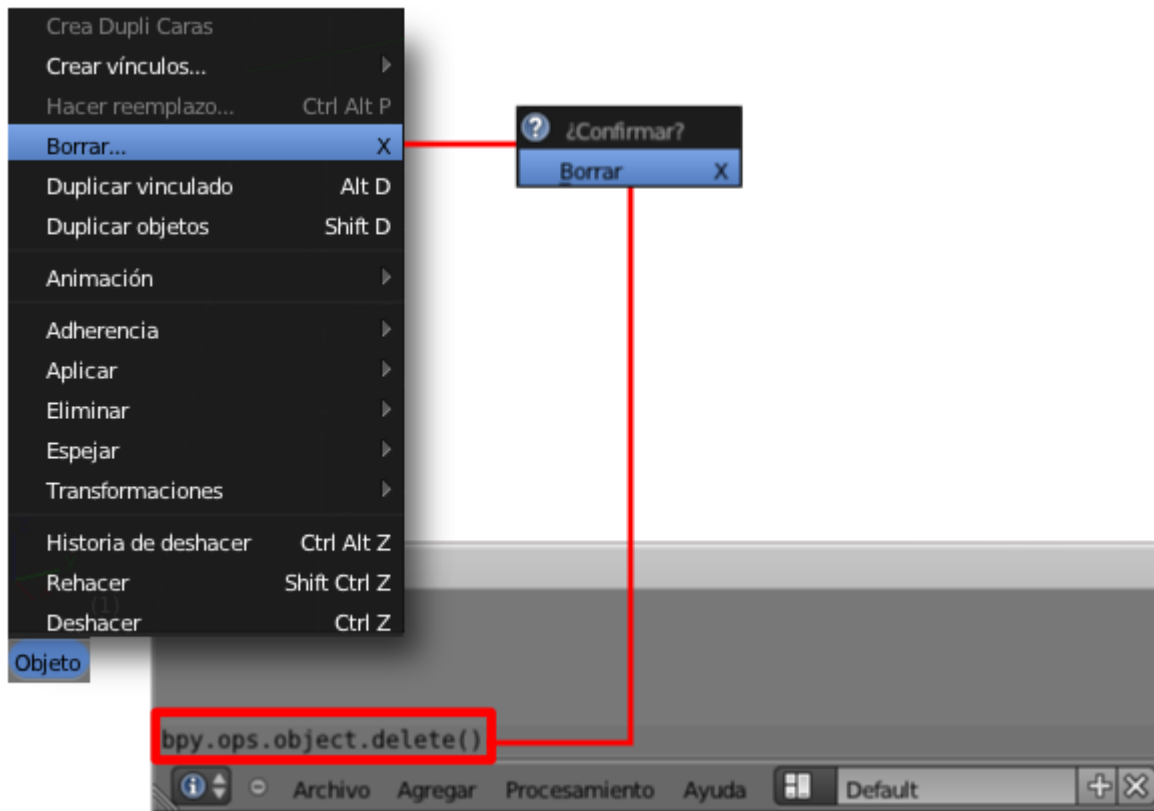 Crea Dupli Caras
Crear vínculos...
Hacer reemplazo... Ctrl Alt P
Borrar... X
Duplicar vinculado Alt D
Duplicar objetos Shift D
Animación
Adherencia
Aplicar
Eliminar
Espejar
Transformaciones
Historia de deshacer Ctrl Alt Z
Rehacer Shift Ctrl Z
(1)
Deshacer Ctrl Z
Objeto
¿Confirmar?
Borrar X
bpy.ops.object.delete()
Archivo Agregar Procesamiento Ayuda Default